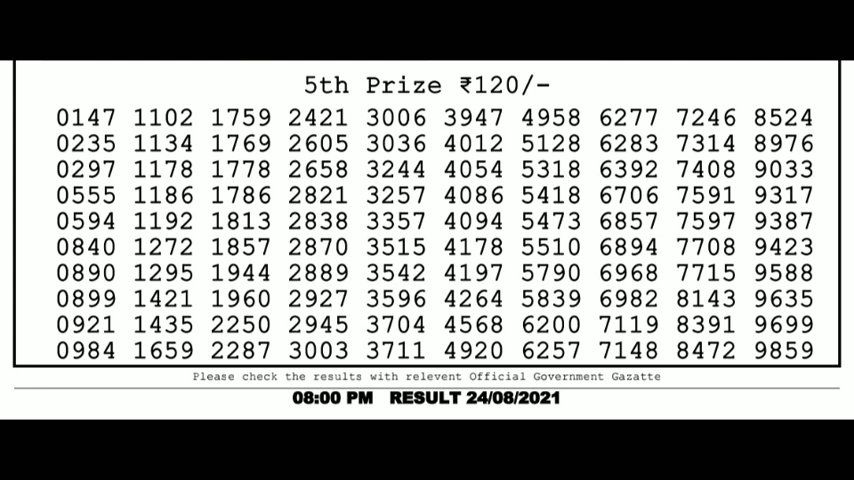 5th Prize ₹120/-
0147 1102 1759 2421 3006 3947 4958 6277 7246 8524
0235 1134 1769 2605 3036 4012 5128 6283 7314 8976
0297 1178 1778 2658 3244 4054 5318 6392 7408 9033
0555 1186 1786 2821 3257 4086 5418 6706 7591 9317
0594 1192 1813 2838 3357 4094 5473 6857 7597 9387
0840 1272 1857 2870 3515 4178 5510 6894 7708 9423
0890 1295 1944 2889 3542 4197 5790 6968 7715 9588
0899 1421 1960 2927 3596 4264 5839 6982 8143 9635
0921 1435 2250 2945 3704 4568 6200 7119 8391 9699
0984 1659 2287 3003 3711 4920 6257 7148 8472 9859
Please check the results with relevent Official Government Gazatte
08:00 PM RESULT 24/08/2021